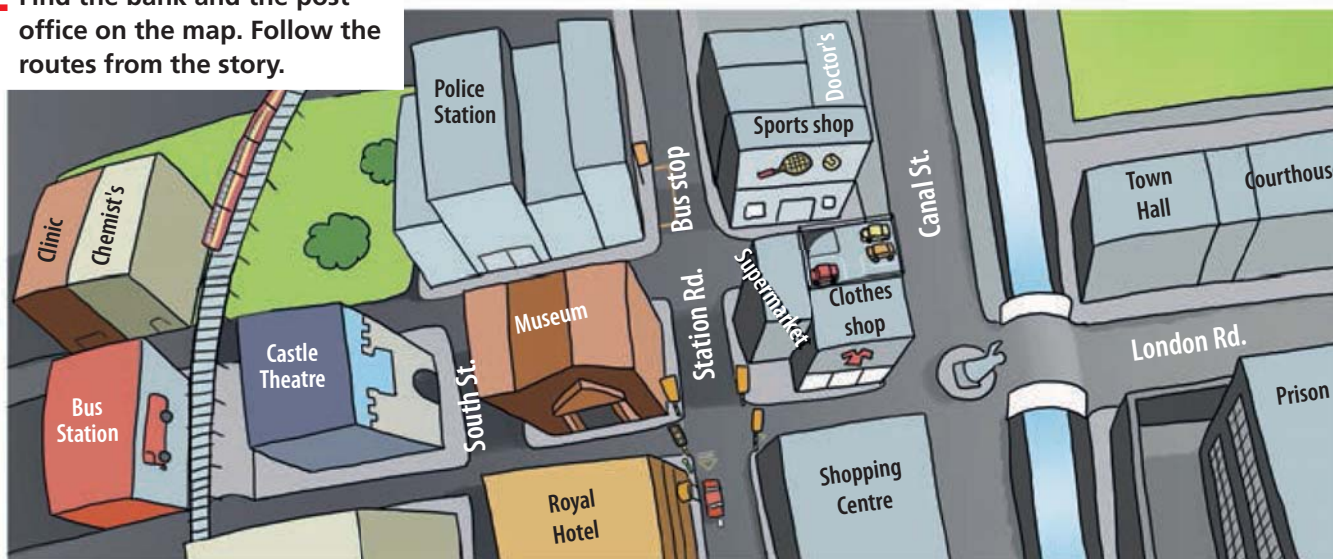 Find the bank and the post
office on the map. Follow the
routes from the story.
Police
Station
Doctor's
Sports shop
Bus stop
Canal St.
Town
Hall
Courthouse
Clinic
Chemist's
Supermarket
Clothes
shop
Museum
Station Rd.
London Rd.
Castle
Theatre
South St.
Prison
Bus
Station
Royal
Hotel
Shopping
Centre